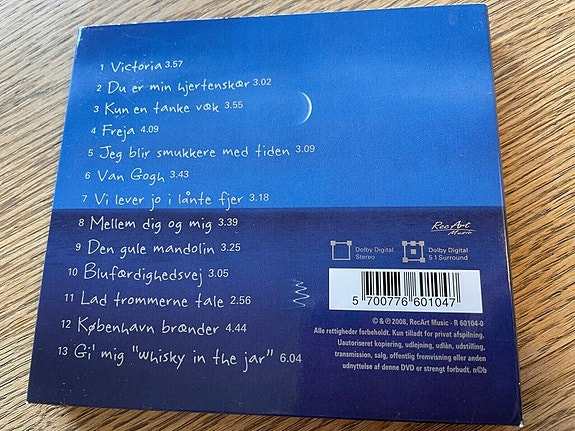 1 Victoria 3.57
2 Du er min hjertenskær 3.02
3 Kun en tanke væk 3.55
4 Freja 4.09
5 Jeg blir smukkere med tiden 3.09
6 Van Gogh 3.43
7 Vi lever jo i lånte fjer 3.18
8 Mellem dig og mig 3.39
9 Den gule mandolin 3.25
10 Blufærdighedsvej 3.05
11 Lad trommerne tale 2.56
12 København brænder 4.44
13 Gi' mig "whisky in the jar" 6.04
RecArt
Music
Dolby Digital
Stereo
Dolby Digital
5.1 Surround
5 700776 601047
© & ℗ 2008, RecArt Music - R 60104-0
Alle rettigheder forbeholdt. Kun tilladt for privat afspilning.
Uautoriseret kopiering, udlejning, udlån, udstilling,
transmission, salg, offentlig fremvisning eller anden
udnyttelse af denne DVD er strengt forbudt. n©b